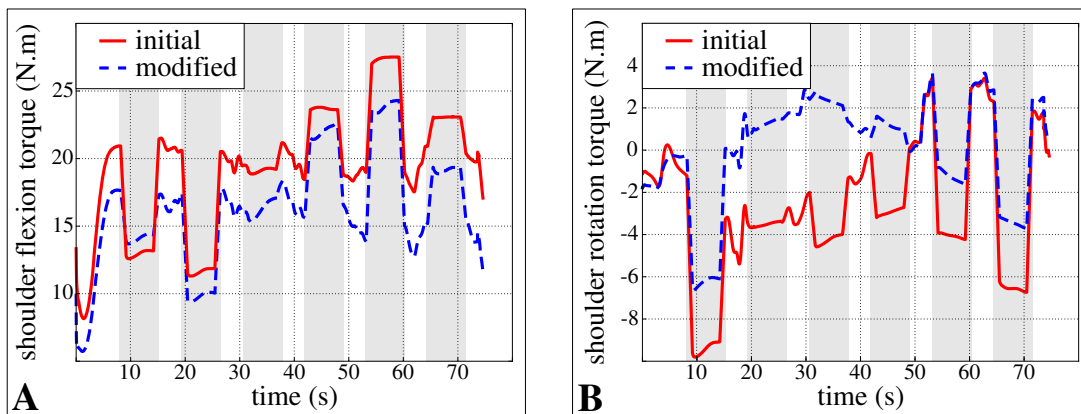 shoulder flexion torque (N.m)
initial
modified
25
20
15
10
10 20 30 40 50 60 70
time (s)
A
shoulder rotation torque (N.m)
initial
modified
4
2
0
-2
-4
-6
-8
10 20 30 40 50 60 70
time (s)
B